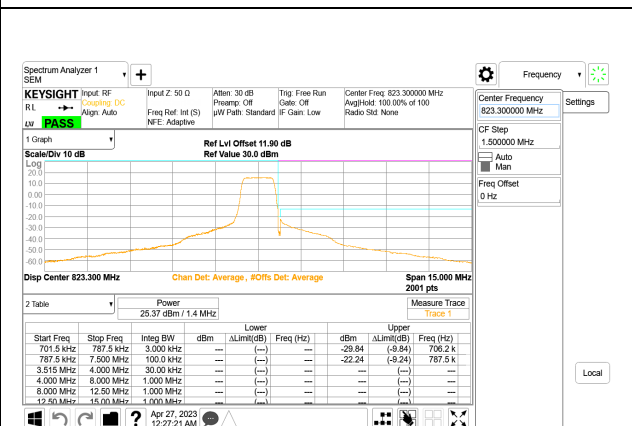 Spectrum Analyzer 1
SEM
Frequency
KEYSIGHT
RL
LXI
PASS
Input: RF
Coupling: DC
Align: Auto
Input Z: 50 Ω
Freq Ref: Int (S)
NFE: Adaptive
Atten: 30 dB
Preamp: Off
µW Path: Standard
Trig: Free Run
Gate: Off
IF Gain: Low
Center Freq: 823.300000 MHz
Avg|Hold: 100.00% of 100
Radio Std: None
Center Frequency
823.300000 MHz
Settings
CF Step
1.500000 MHz
Auto
Man
Freq Offset
0 Hz
1 Graph
Scale/Div 10 dB
Ref Lvl Offset 11.90 dB
Ref Value 30.0 dBm
Log
20.0
10.0
0.00
-10.0
-20.0
-30.0
-40.0
-50.0
-60.0
Disp Center 823.300 MHz
Chan Det: Average , #Offs Det: Average
Span 15.000 MHz
2001 pts
2 Table
Power
25.37 dBm / 1.4 MHz
Measure Trace
Trace 1
Lower Upper
Start Freq Stop Freq Integ BW dBm ΔLimit(dB) Freq (Hz) dBm ΔLimit(dB) Freq (Hz)
701.5 kHz 787.5 kHz 3.000 kHz --- (---) --- -29.84 (-9.84) 706.2 k
787.5 kHz 7.500 MHz 100.0 kHz --- (---) --- -22.24 (-9.24) 787.5 k
3.515 MHz 4.000 MHz 30.00 kHz --- (---) --- --- (---) ---
4.000 MHz 8.000 MHz 1.000 MHz --- (---) --- --- (---) ---
8.000 MHz 12.50 MHz 1.000 MHz --- (---) --- --- (---) ---
12.50 MHz 15.00 MHz 1.000 MHz --- (---) --- --- (---) ---
Local
?
Apr 27, 2023
12:27:21 AM